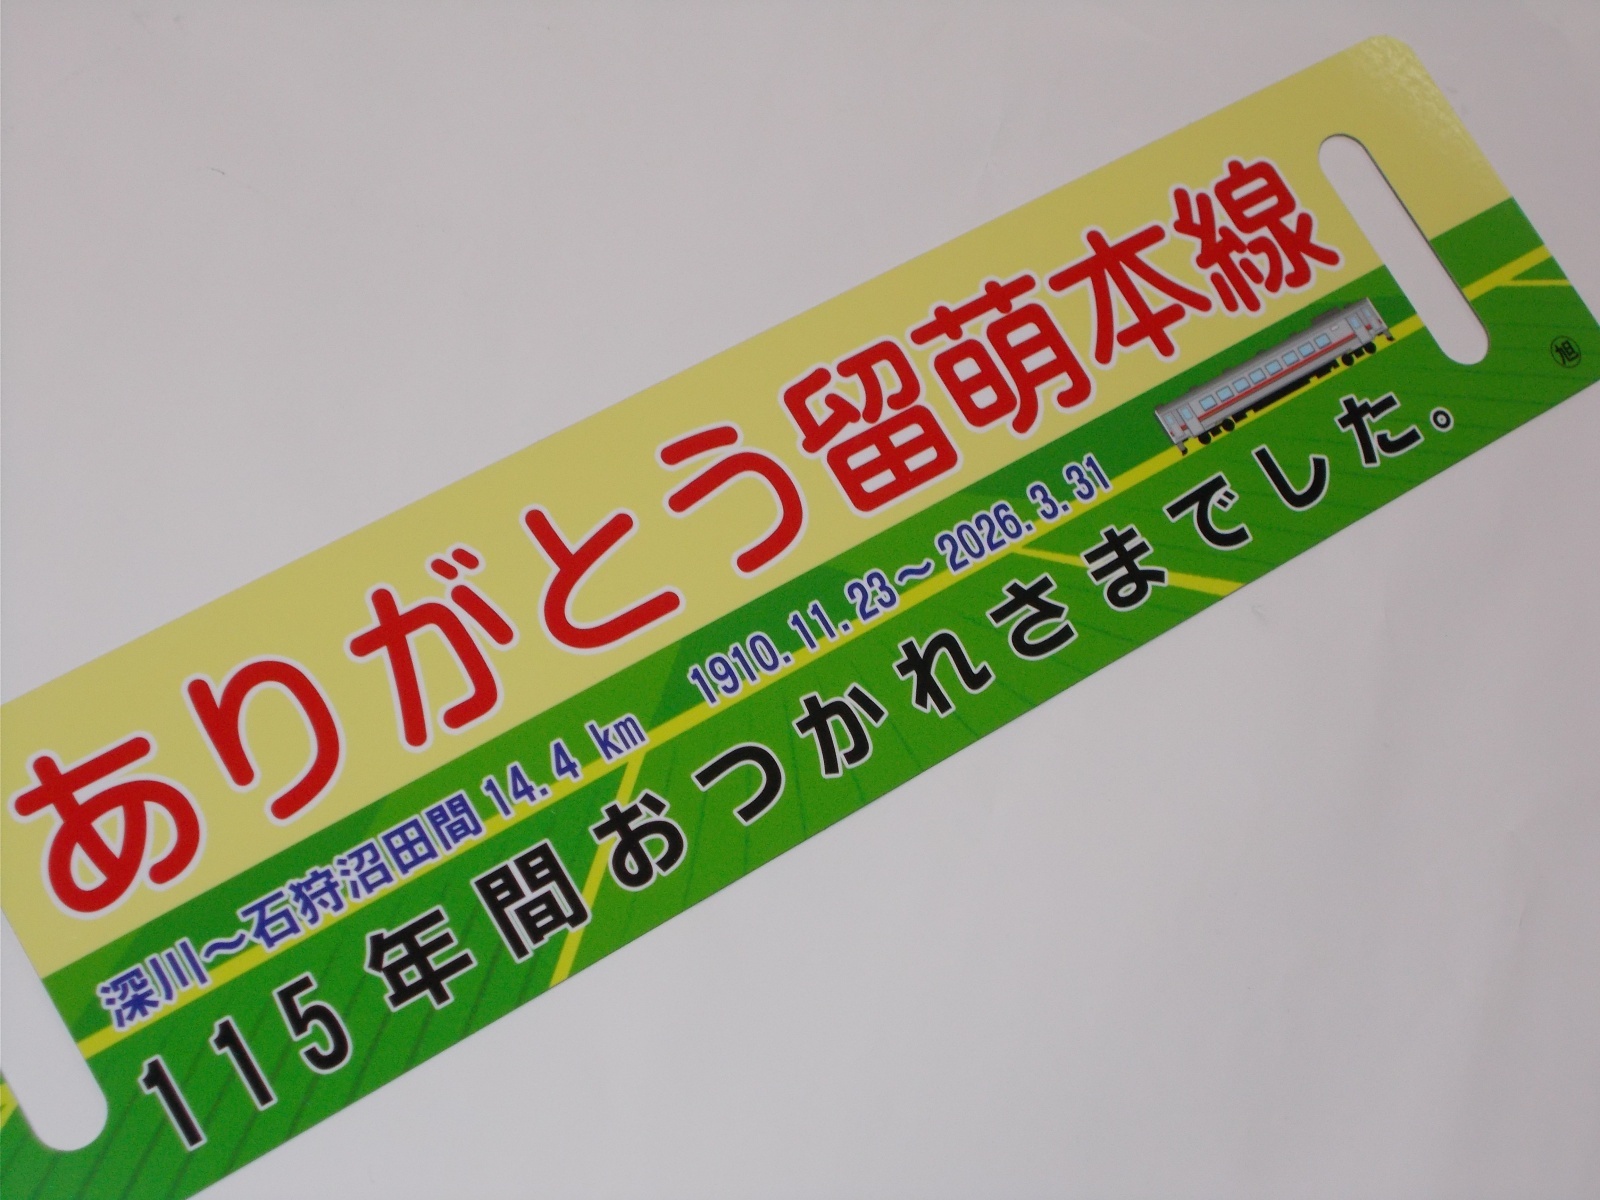 ありがとう留萌本線
深川～石狩沼田間 14.4 km 1910.11.23～2026.3.31
115年間おつかれさまでした。
旭